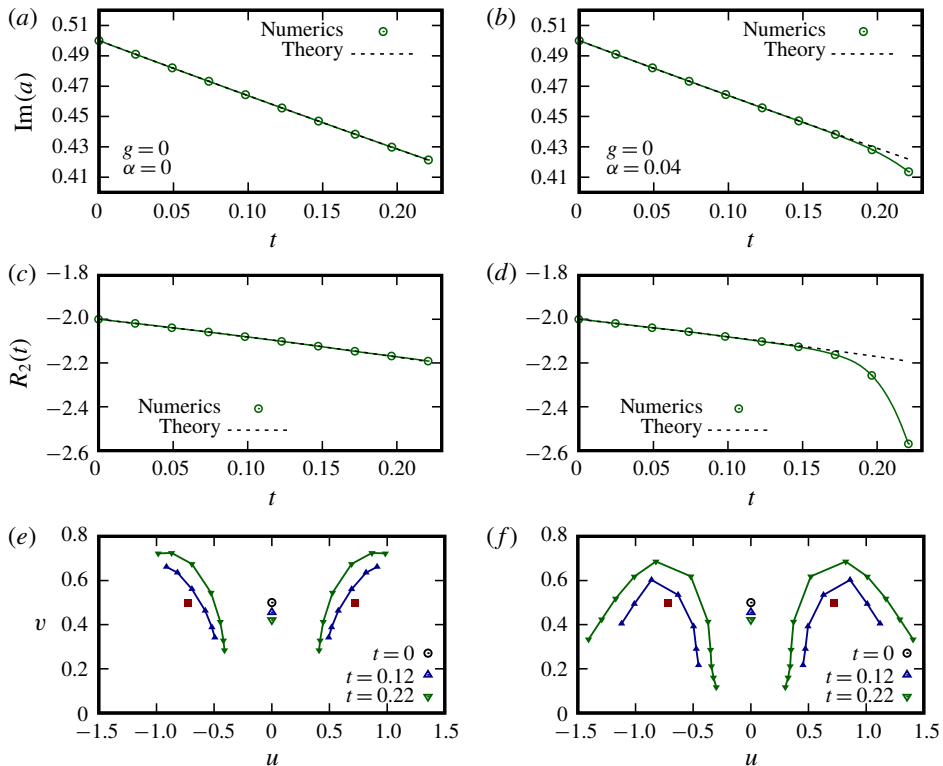 (a)
0.51
0.49
0.47
0.45
0.43
0.41
Im(a)
Numerics
Theory
g = 0
α = 0
0 0.05 0.10 0.15 0.20
t
(b)
0.51
0.49
0.47
0.45
0.43
0.41
Numerics
Theory
g = 0
α = 0.04
0 0.05 0.10 0.15 0.20
t
(c)
−1.8
−2.0
−2.2
−2.4
−2.6
R2(t)
Numerics
Theory
0 0.05 0.10 0.15 0.20
t
(d)
−1.8
−2.0
−2.2
−2.4
−2.6
Numerics
Theory
0 0.05 0.10 0.15 0.20
t
(e)
0.8
0.6
0.4
0.2
0
v
t = 0
t = 0.12
t = 0.22
−1.5 −1.0 −0.5 0 0.5 1.0 1.5
u
(f)
0.8
0.6
0.4
0.2
0
t = 0
t = 0.12
t = 0.22
−1.5 −1.0 −0.5 0 0.5 1.0 1.5
u